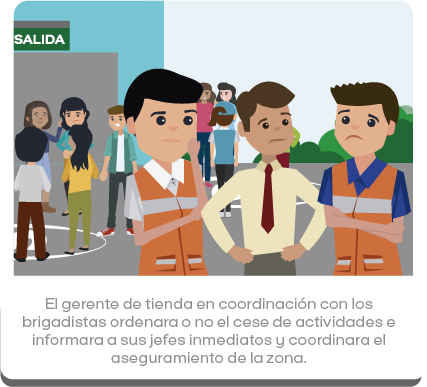 SALIDA
El gerente de tienda en coordinación con los
brigadistas ordenara o no el cese de actividades e
informara a sus jefes inmediatos y coordinara el
aseguramiento de la zona.